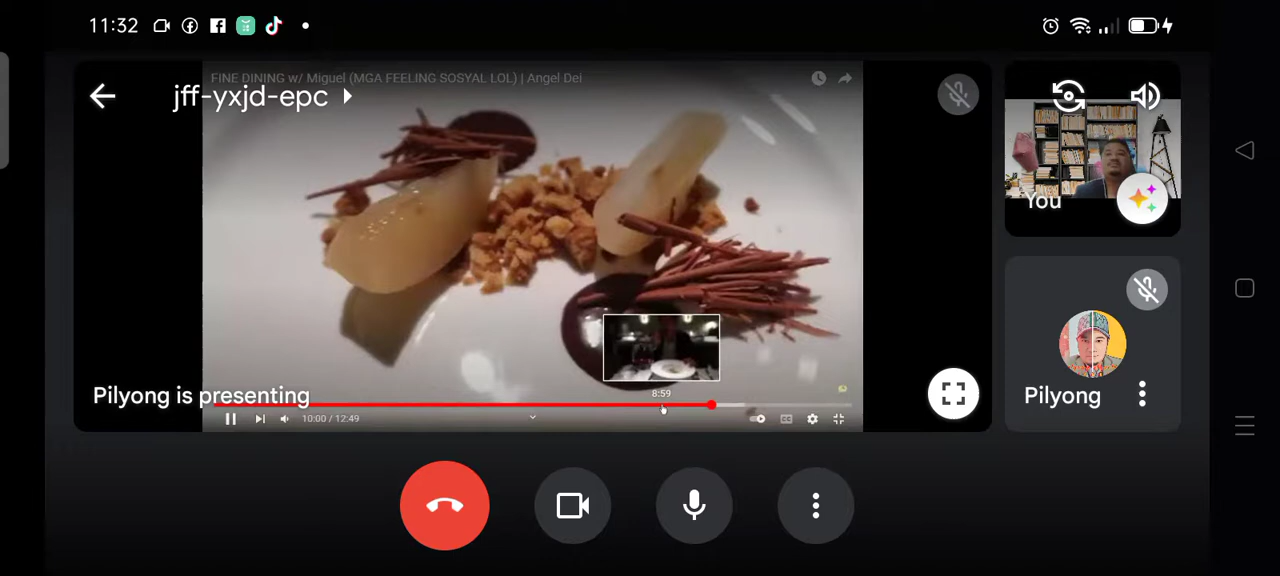 11:32
FINE DINING w/ Miguel (MGA FEELING SOSYAL LOL) | Angel Dei
jff-yxjd-epc
You
8:59
Pilyong is presenting
Pilyong
10:00 / 12:49
CC